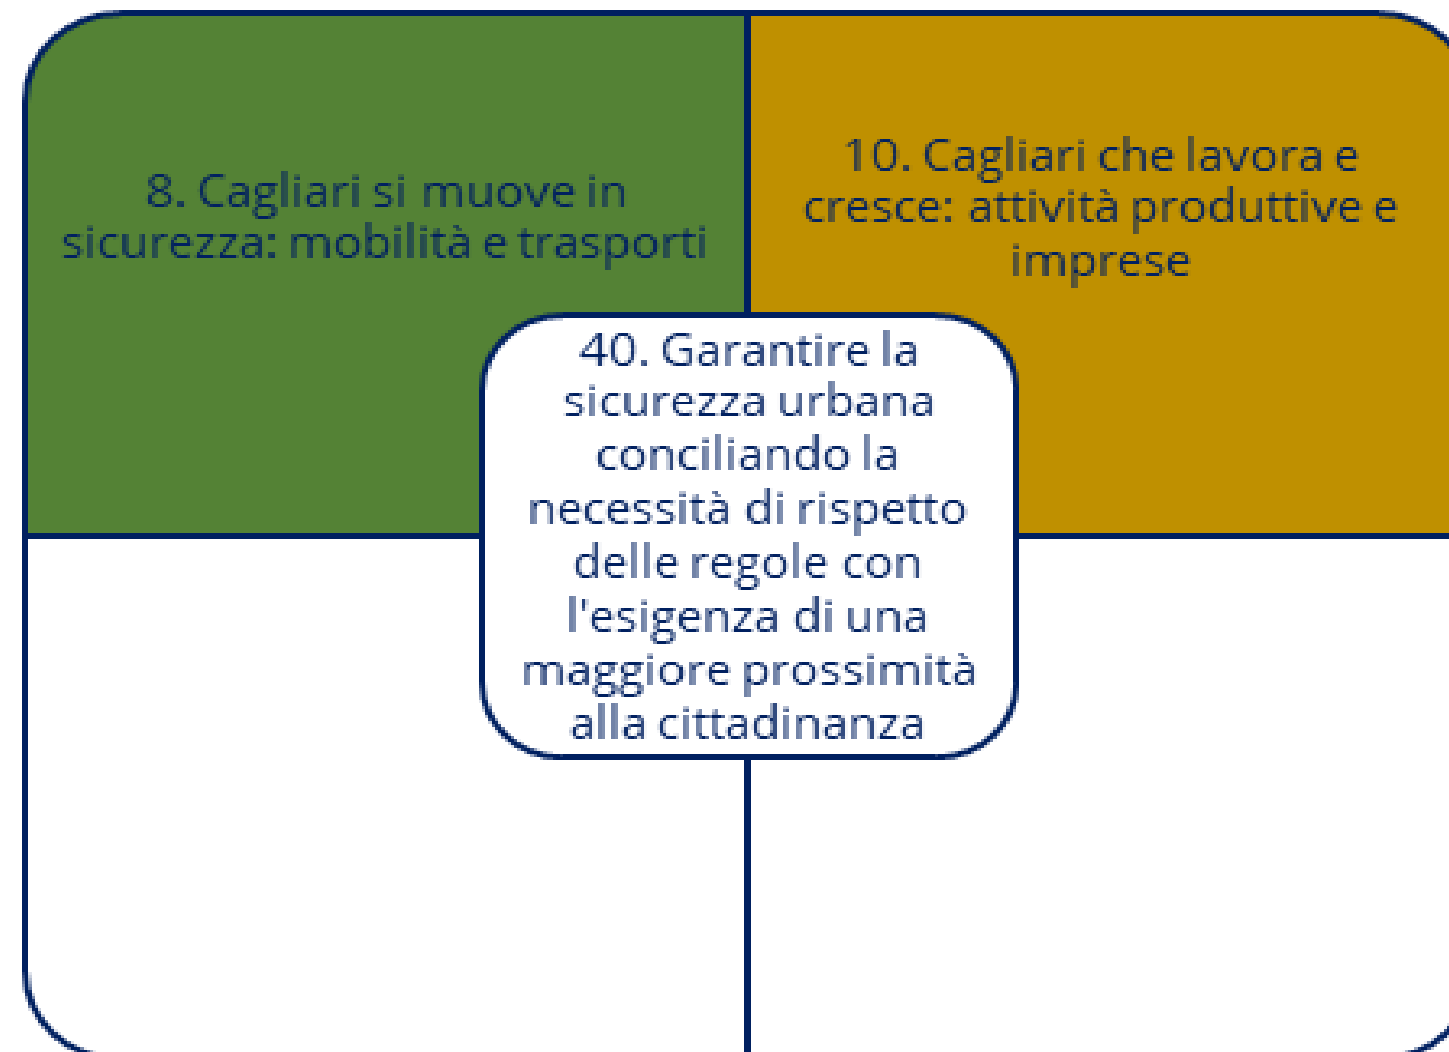 8. Cagliari si muove in
sicurezza: mobilità e trasporti
10. Cagliari che lavora e
cresce: attività produttive e
imprese
40. Garantire la
sicurezza urbana
conciliando la
necessità di rispetto
delle regole con
l'esigenza di una
maggiore prossimità
alla cittadinanza